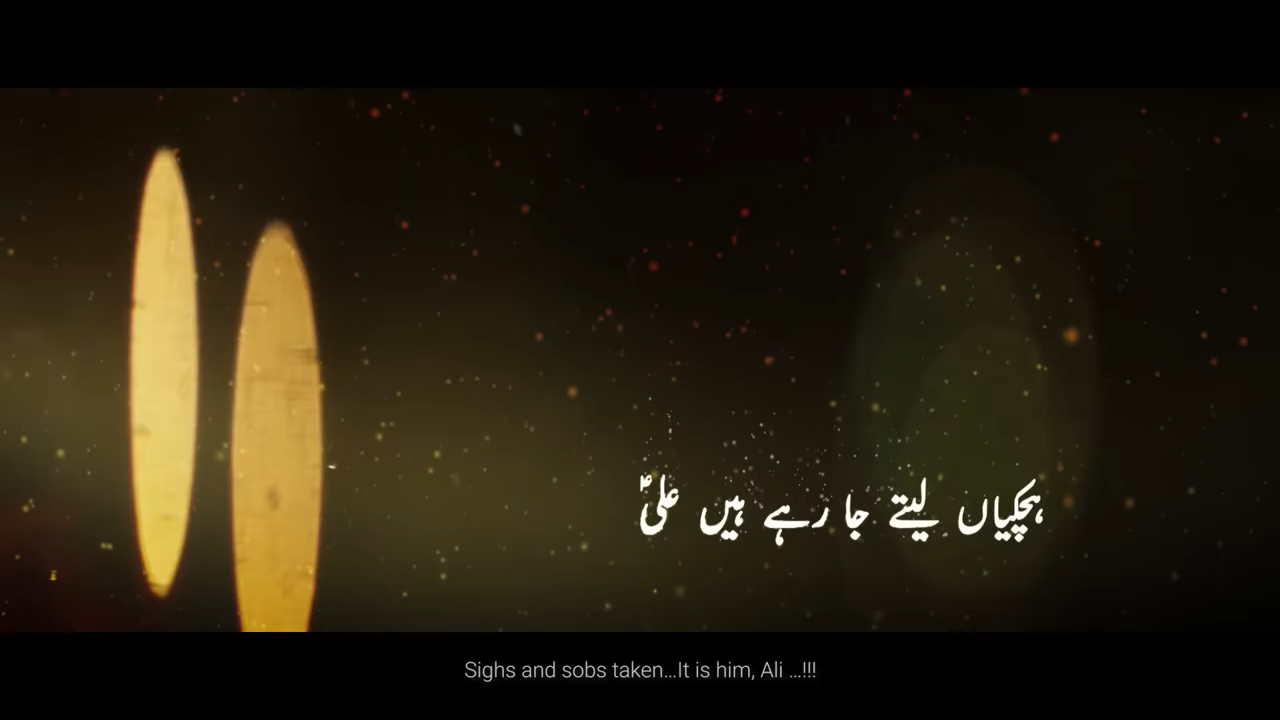 ہچکیاں لیتے جا رہے ہیں علیؑ
Sighs and sobs taken...It is him, Ali ...!!!